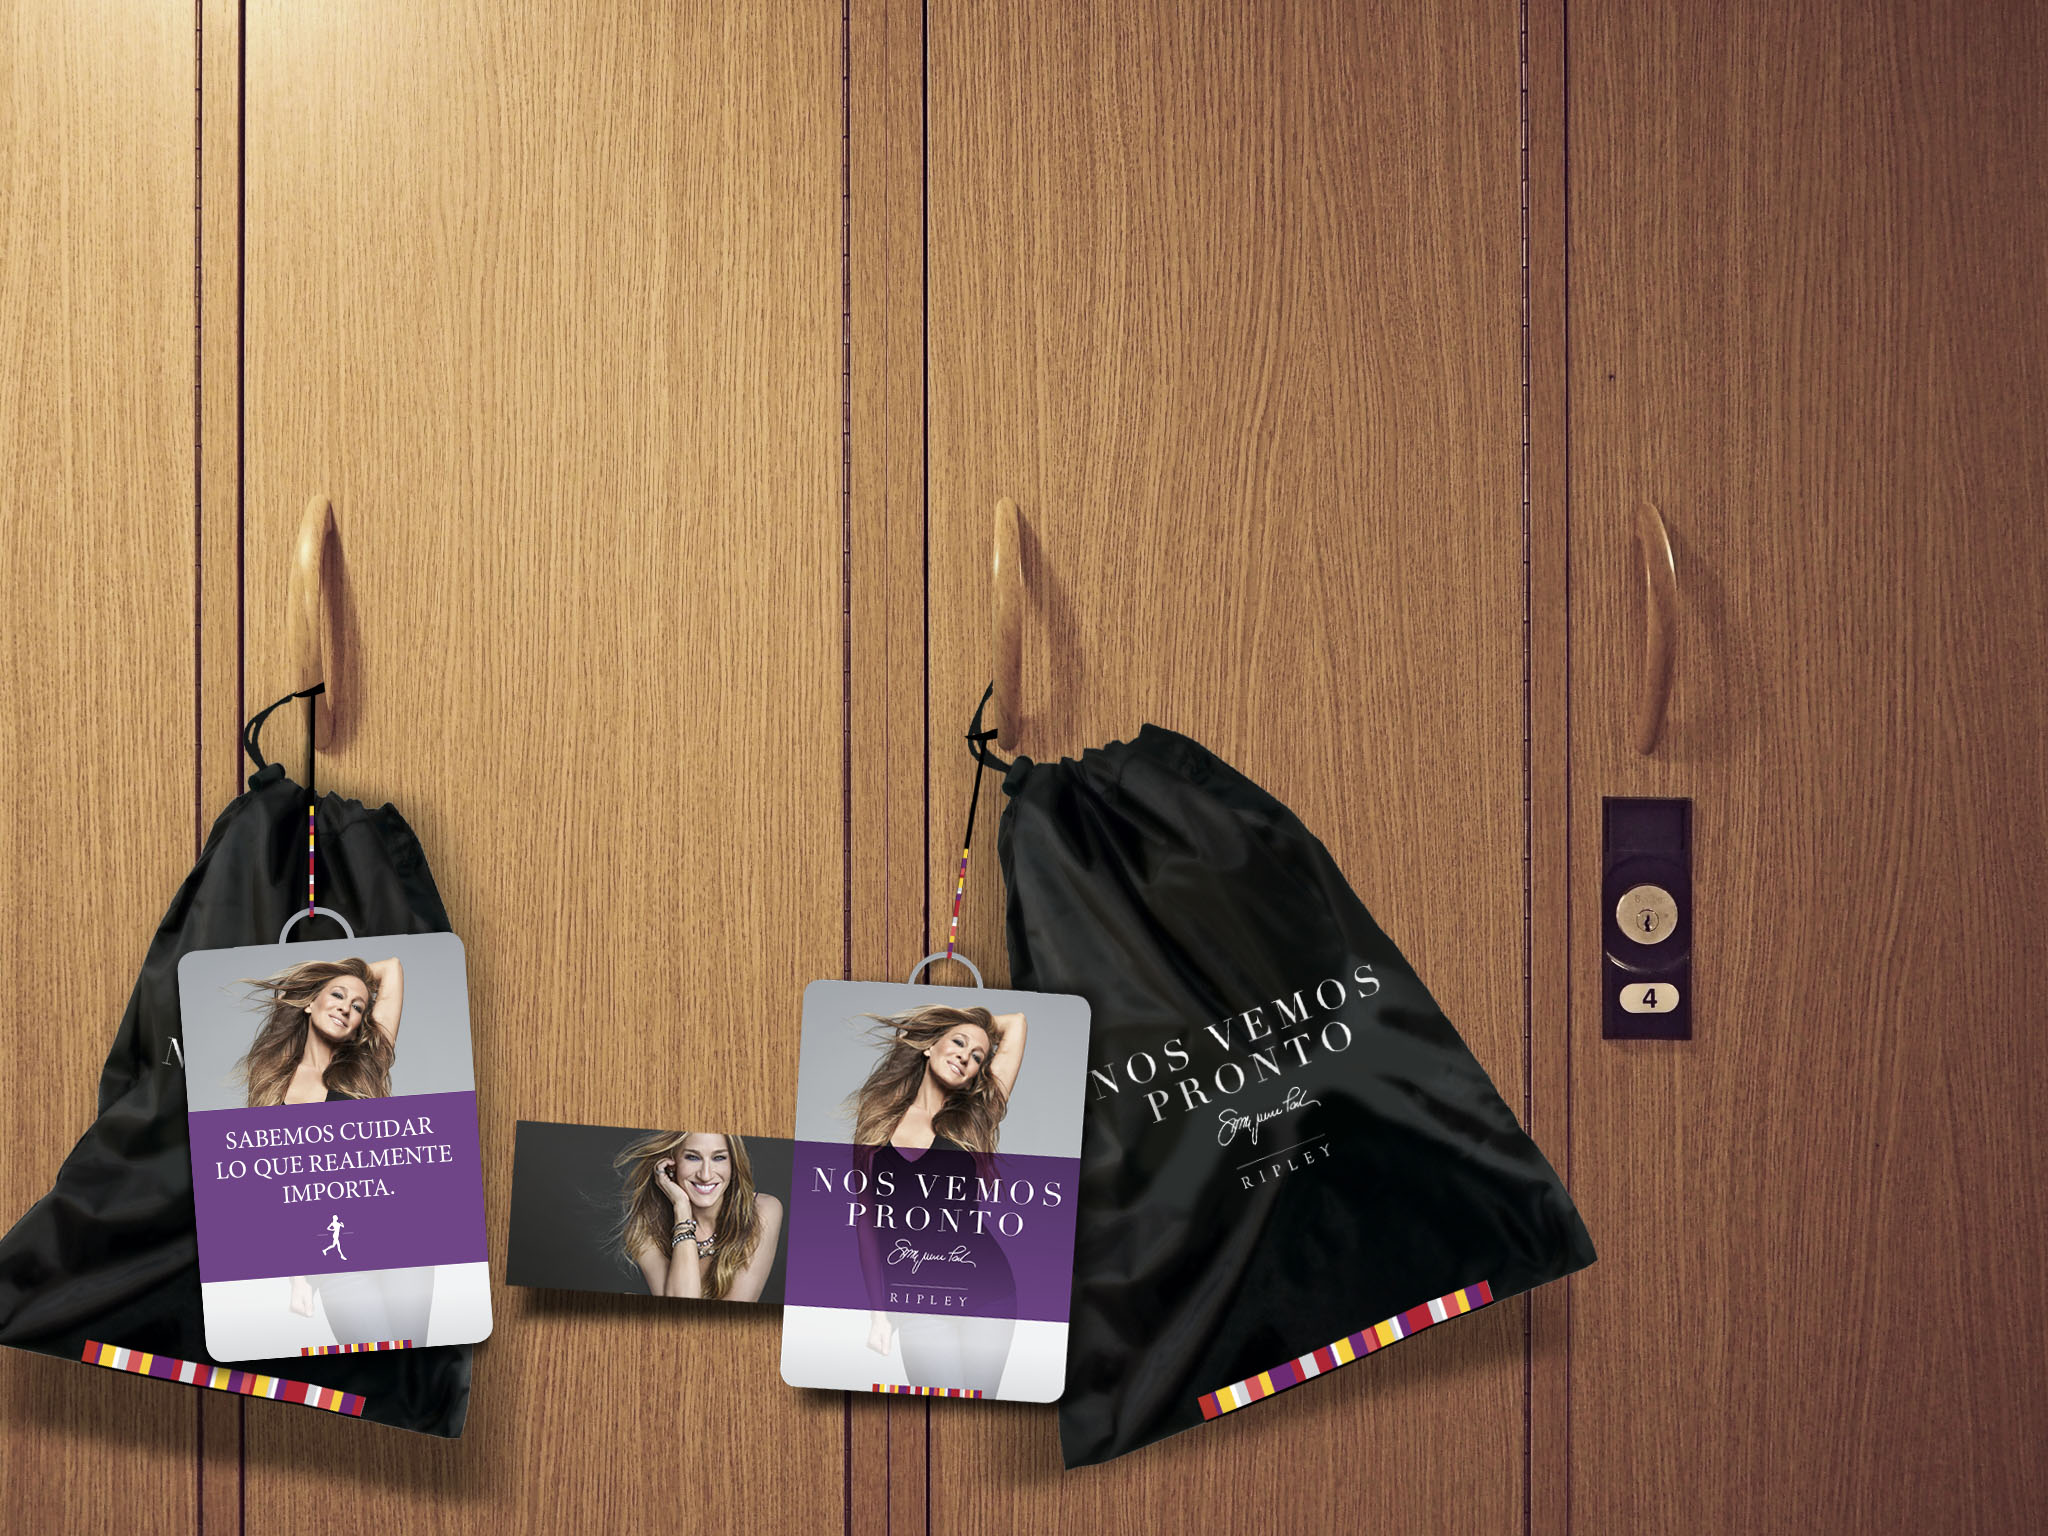 SABEMOS CUIDAR
LO QUE REALMENTE
IMPORTA.
NOS VEMOS
PRONTO
RIPLEY
NOS VEMOS
PRONTO
RIPLEY
4